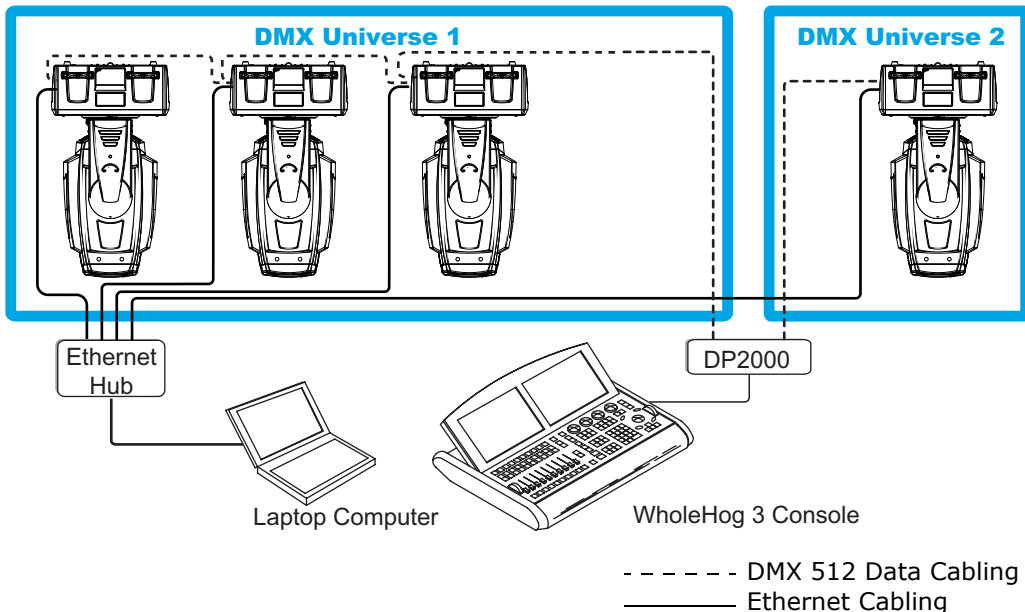 DMX Universe 1
DMX Universe 2
Ethernet
Hub
DP2000
Laptop Computer
WholeHog 3 Console
DMX 512 Data Cabling
Ethernet Cabling